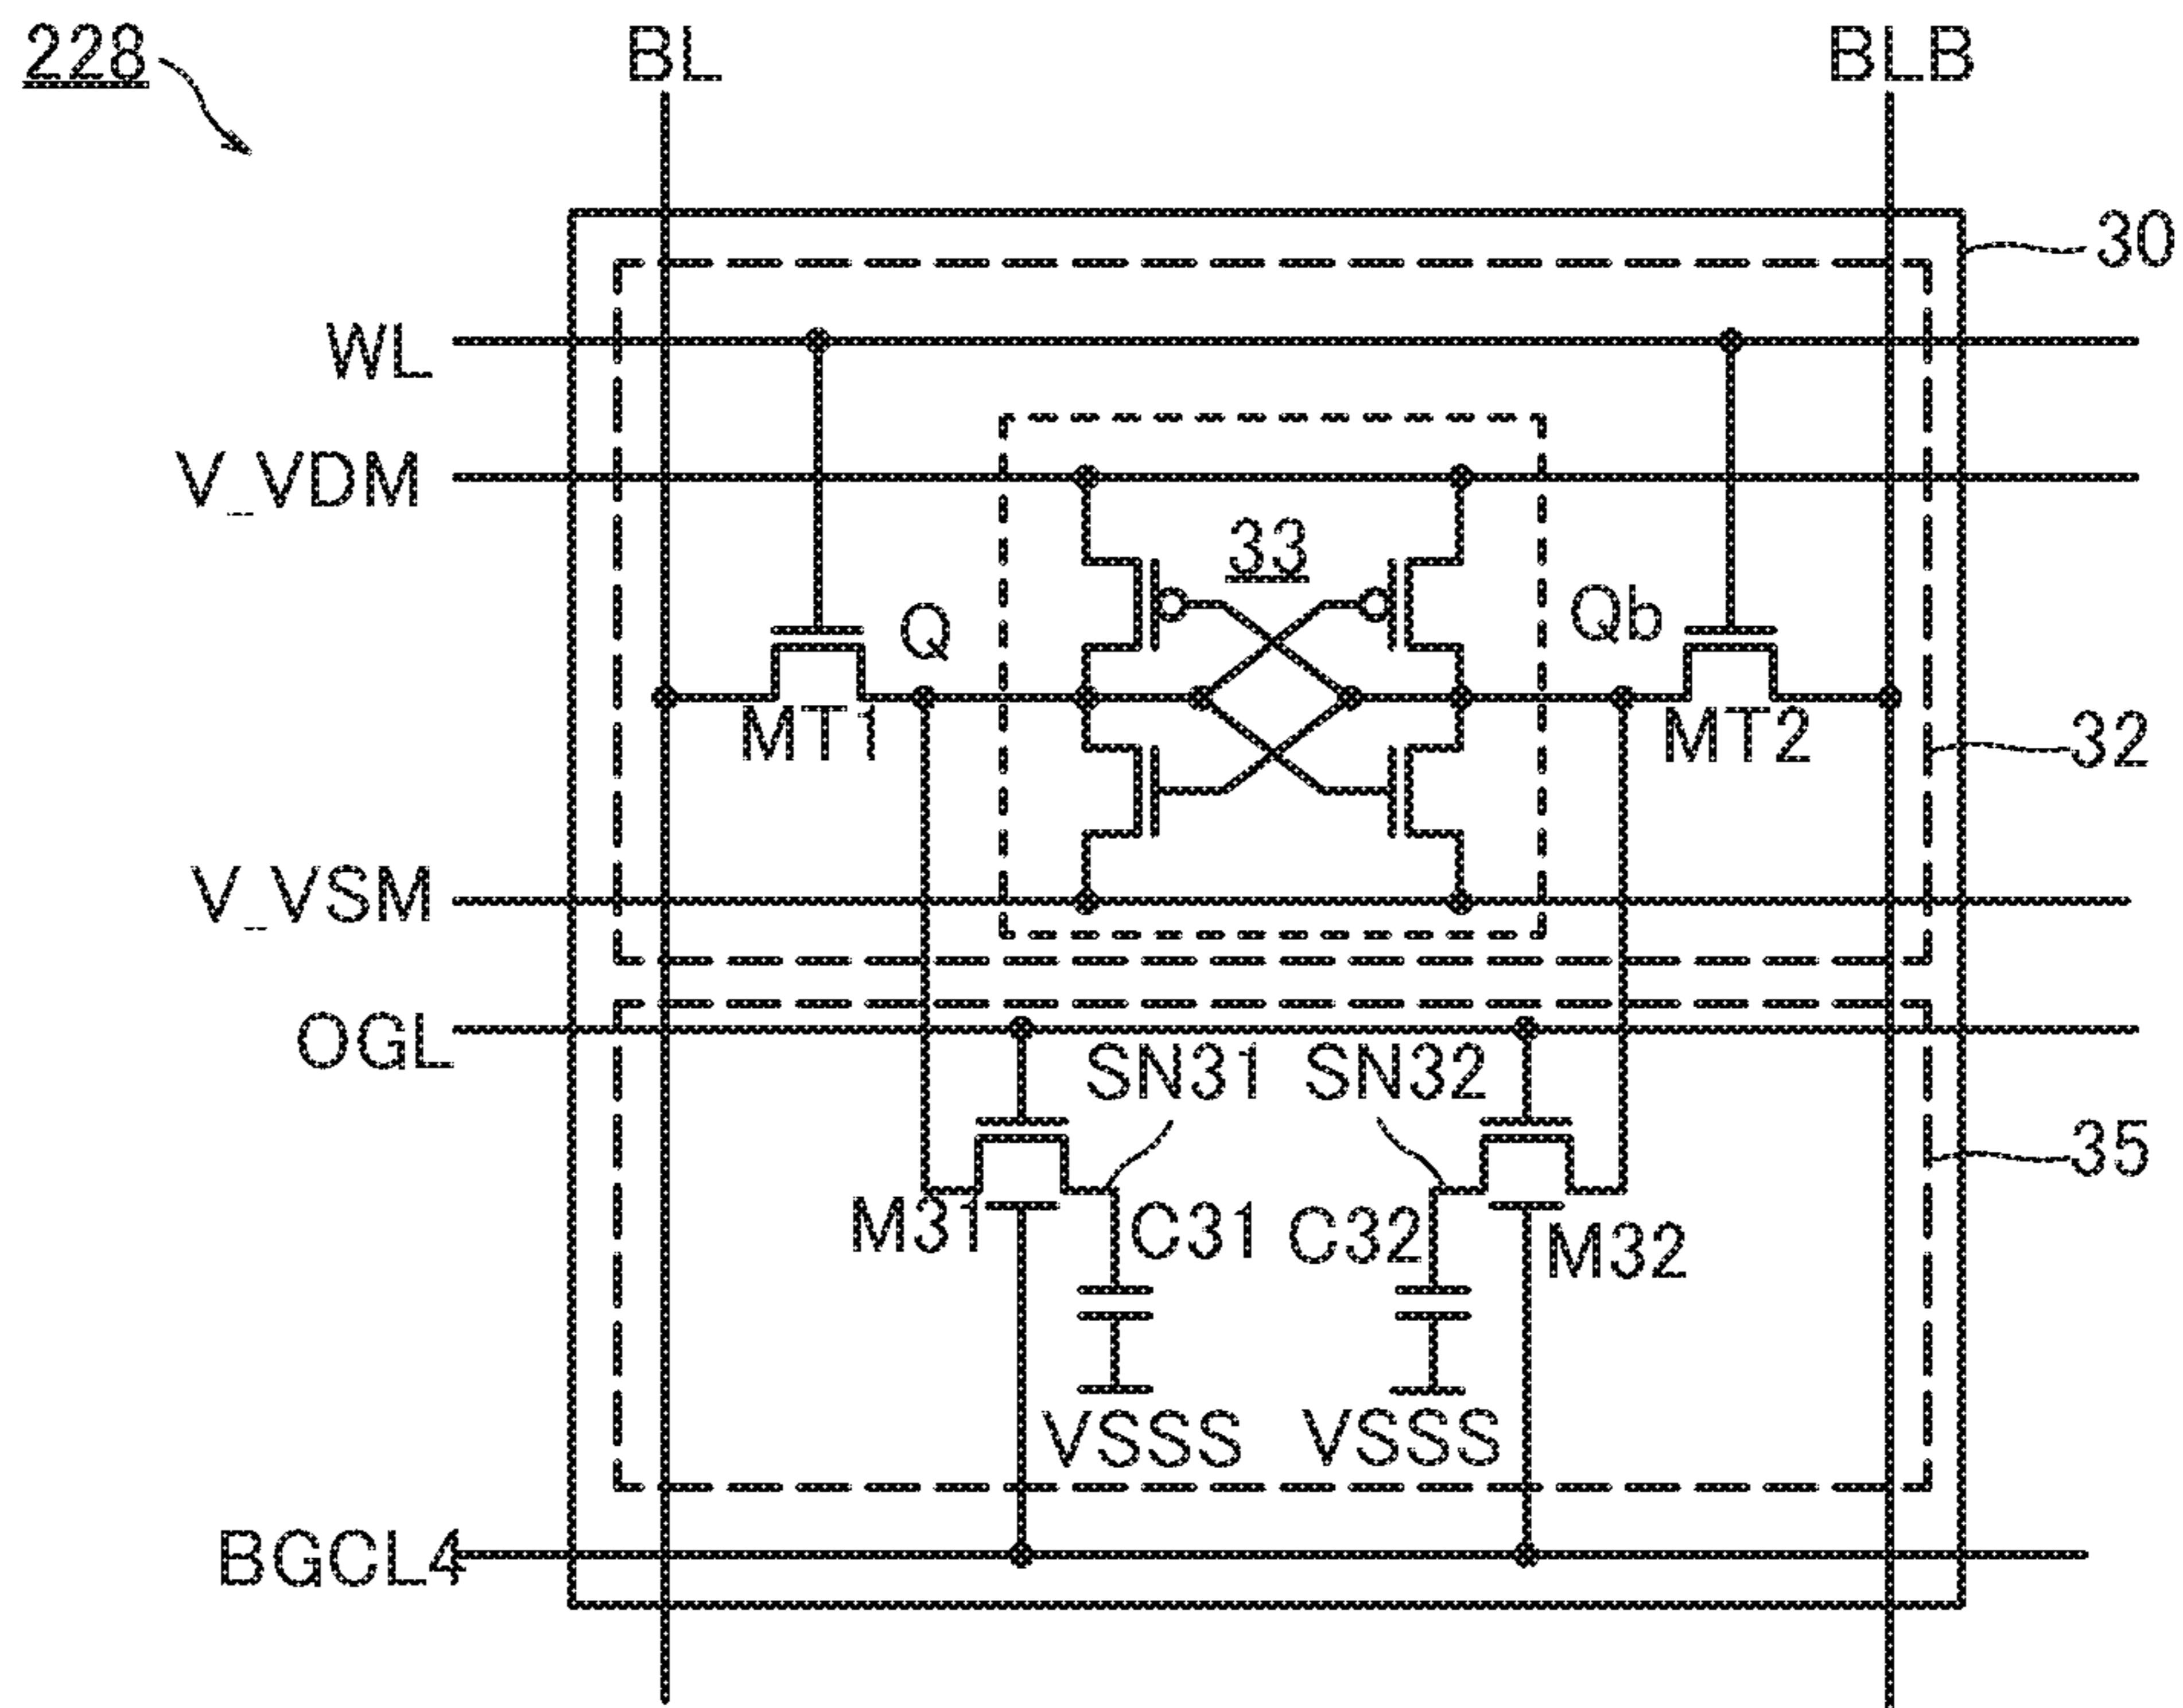 228
BL
BLB
30
WL
V_VDM
33
Q
Qb
MT1
MT2
32
V_VSM
OGL
SN31
SN32
35
M31
C31
C32
M32
VSSS
VSSS
BGCL4